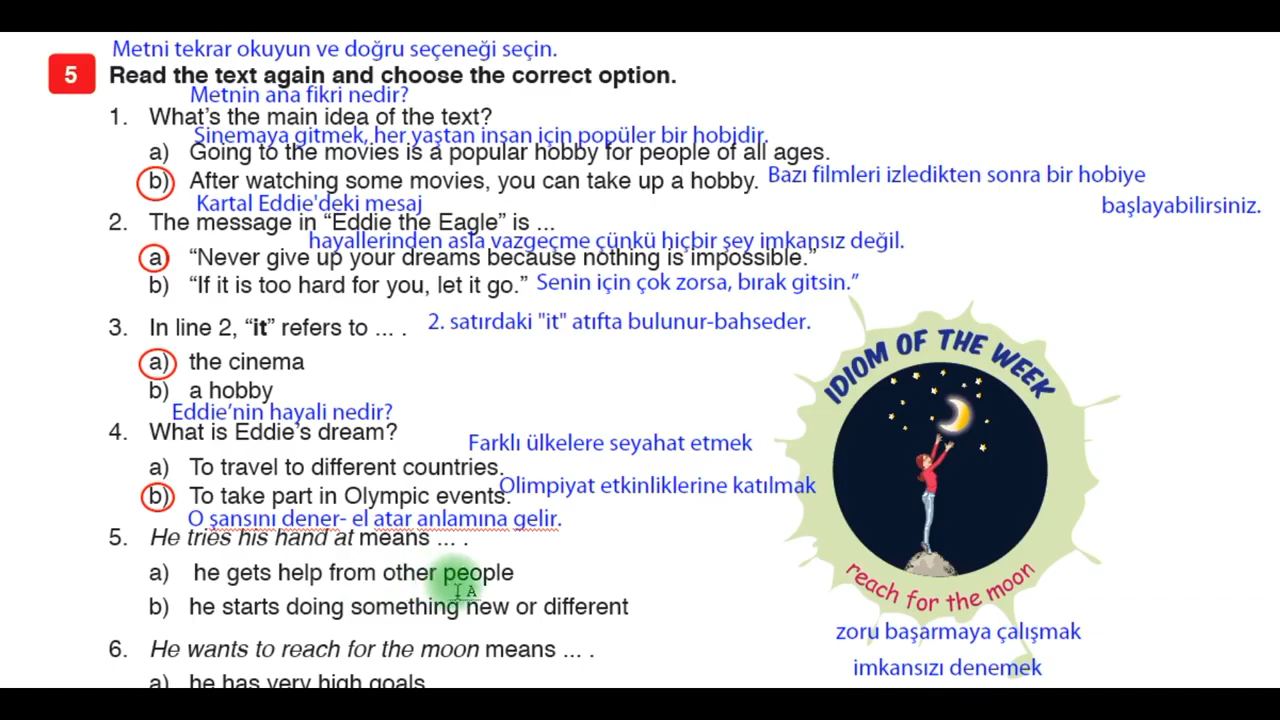 Metni tekrar okuyun ve doğru seçeneği seçin.
5 Read the text again and choose the correct option.
Metnin ana fikri nedir?
1. What's the main idea of the text?
Sinemaya gitmek, her yaştan insan için popüler bir hobidir.
a) Going to the movies is a popular hobby for people of all ages.
b) After watching some movies, you can take up a hobby. Bazı filmleri izledikten sonra bir hobiye
başlayabilirsiniz.
Kartal Eddie'deki mesaj
2. The message in “Eddie the Eagle” is ...
hayallerinden asla vazgeçme çünkü hiçbir şey imkansız değil.
a) “Never give up your dreams because nothing is impossible.”
b) “If it is too hard for you, let it go.” Senin için çok zorsa, bırak gitsin.”
3. In line 2, “it” refers to ... . 2. satırdaki "it" atıfta bulunur-bahseder.
a) the cinema
b) a hobby
Eddie’nin hayali nedir?
4. What is Eddie’s dream?
Farklı ülkelere seyahat etmek
a) To travel to different countries.
b) To take part in Olympic events. Olimpiyat etkinliklerine katılmak
O şansını dener- el atar anlamına gelir.
5. He tries his hand at means ... .
a) he gets help from other people
b) he starts doing something new or different
6. He wants to reach for the moon means ... .
a) he has very high goals
IDIOM OF THE WEEK
reach for the moon
zoru başarmaya çalışmak
imkansızı denemek